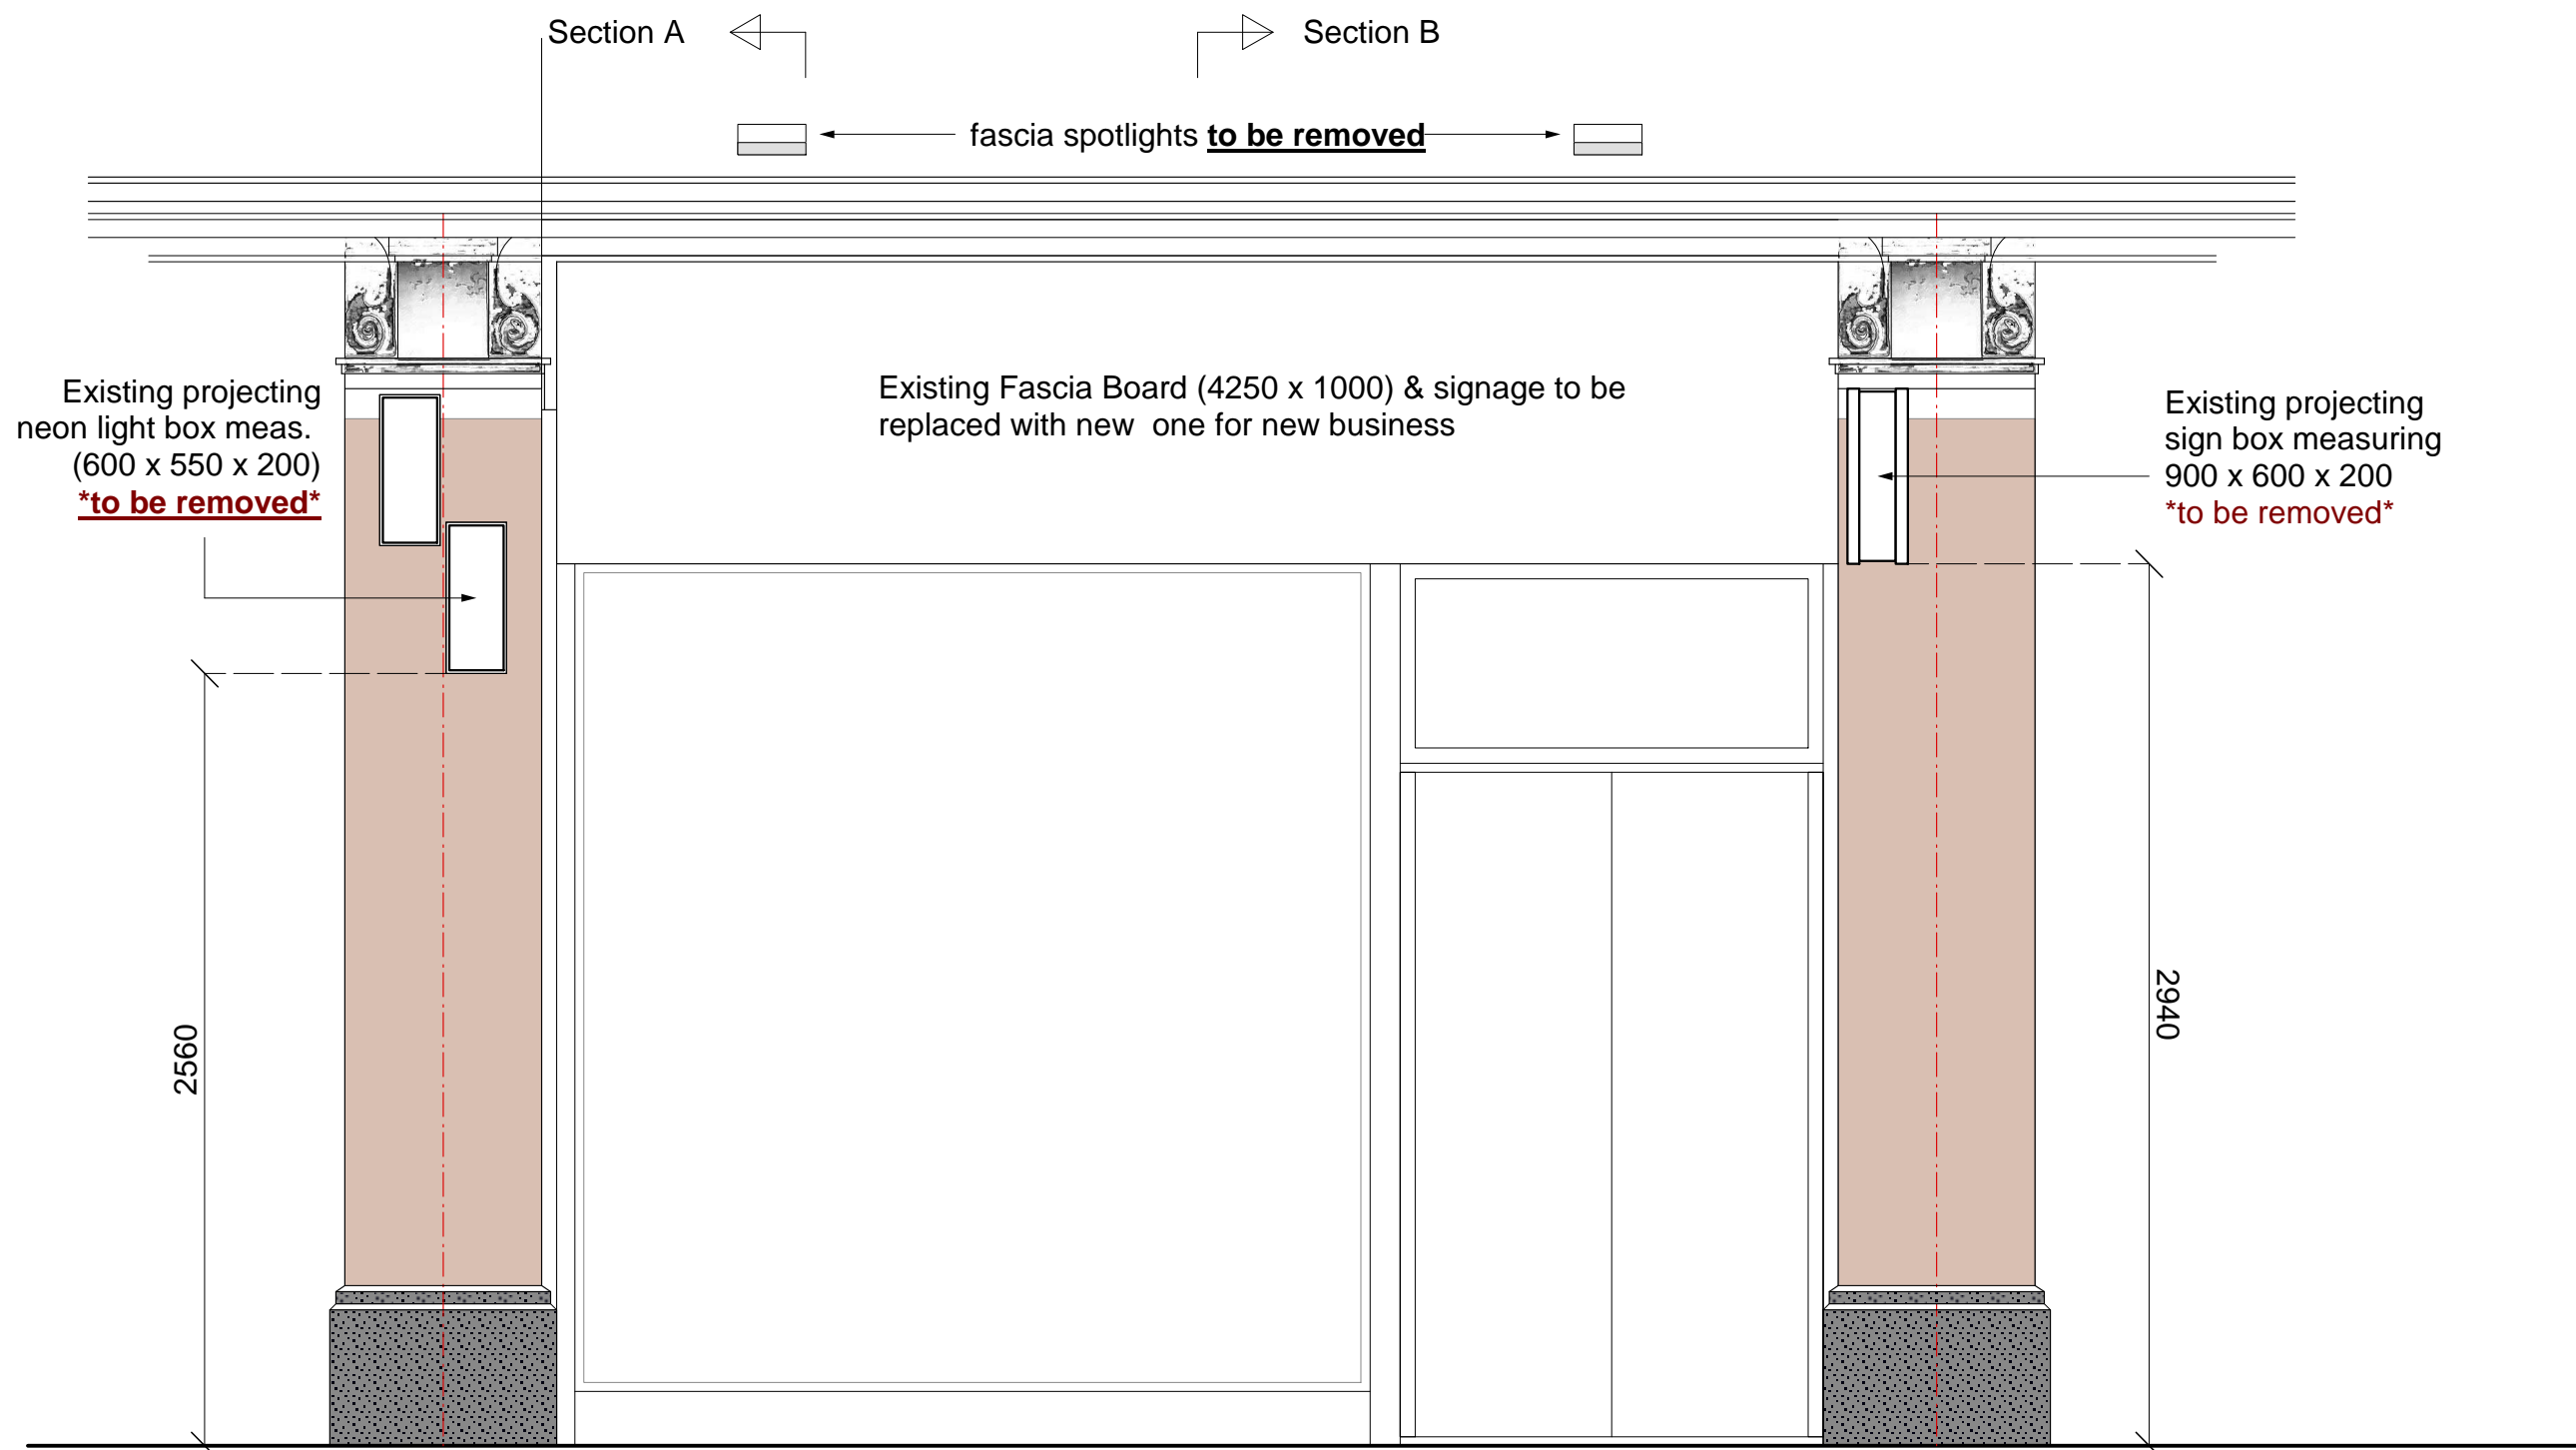 Section A
Section B
fascia spotlights to be removed
Existing projecting
neon light box meas.
(600 x 550 x 200)
*to be removed*
Existing Fascia Board (4250 x 1000) & signage to be
replaced with new  one for new business
Existing projecting
sign box measuring
900 x 600 x 200
*to be removed*
2560
2940